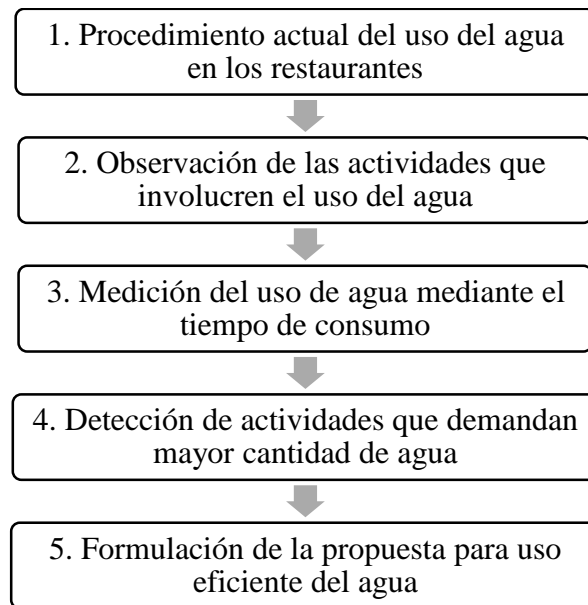 1. Procedimiento actual del uso del agua
en los restaurantes
2. Observación de las actividades que
involucren el uso del agua
3. Medición del uso de agua mediante el
tiempo de consumo
4. Detección de actividades que demandan
mayor cantidad de agua
5. Formulación de la propuesta para uso
eficiente del agua